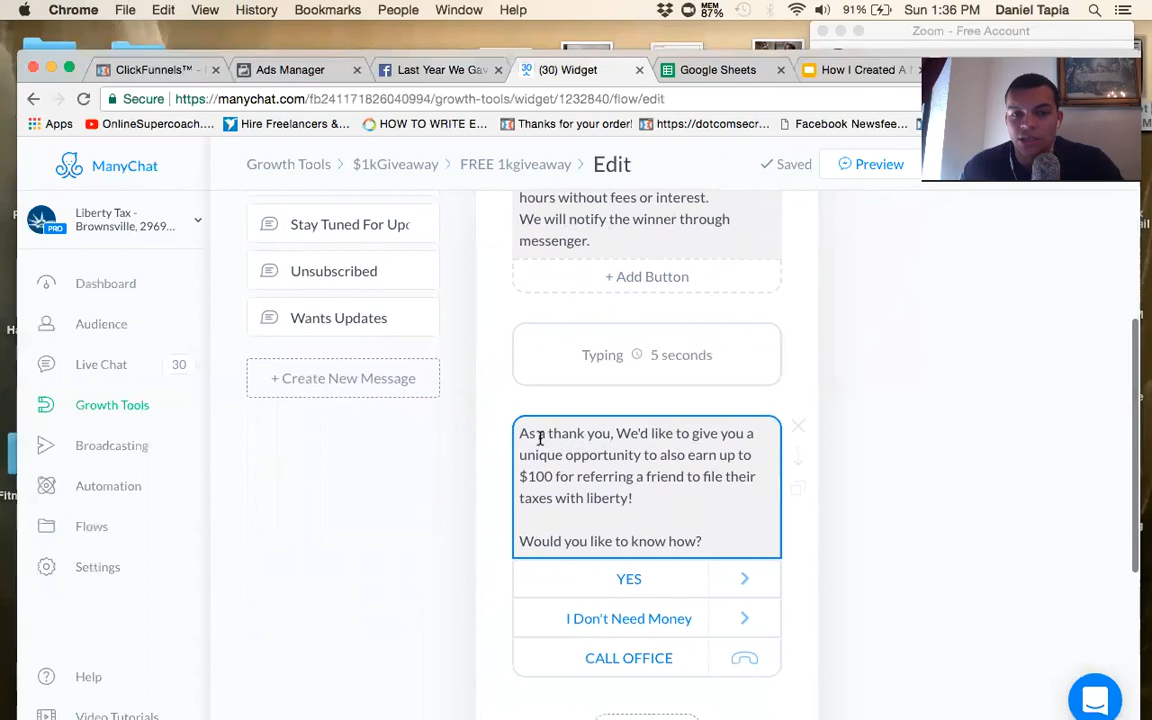 Chrome File Edit View History Bookmarks People Window Help MEM 87% 91% Sun 1:36 PM Daniel Tapia
Zoom - Free Account
ClickFunnels™ - Ads Manager Last Year We Gav (30) Widget Google Sheets How I Created A
Secure https://manychat.com/fb241171826040994/growth-tools/widget/1232840/flow/edit
Apps OnlineSupercoach.... Hire Freelancers &... HOW TO WRITE E... Thanks for your order! https://dotcomsecr... Facebook Newsfee...
ManyChat
Growth Tools > $1kGiveaway > FREE 1kgiveaway > Edit
Saved
Preview
Liberty Tax -
Brownsville, 2969...
PRO
Dashboard
Audience
Live Chat 30
Growth Tools
Broadcasting
Automation
Flows
Settings
Help
Video Tutorials
Stay Tuned For Upd
Unsubscribed
Wants Updates
+ Create New Message
hours without fees or interest.
We will notify the winner through
messenger.
+ Add Button
Typing 5 seconds
As a thank you, We'd like to give you a
unique opportunity to also earn up to
$100 for referring a friend to file their
taxes with liberty!
Would you like to know how?
YES
I Don't Need Money
CALL OFFICE